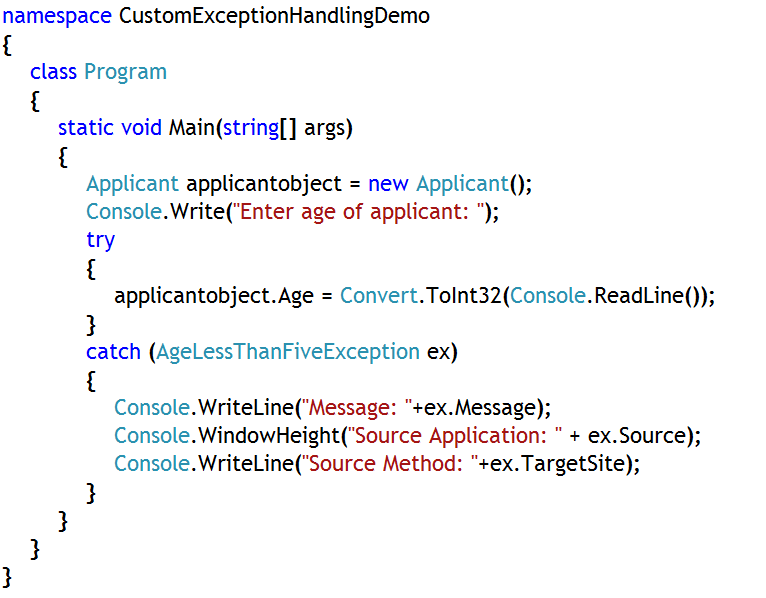 namespace CustomExceptionHandlingDemo
{
class Program
{
static void Main(string[] args)
{
Applicant applicantobject = new Applicant();
Console.Write("Enter age of applicant: ");
try
{
applicantobject.Age = Convert.ToInt32(Console.ReadLine());
}
catch (AgeLessThanFiveException ex)
{
Console.WriteLine("Message: "+ex.Message);
Console.WindowHeight("Source Application: " + ex.Source);
Console.WriteLine("Source Method: "+ex.TargetSite);
}
}
}
}